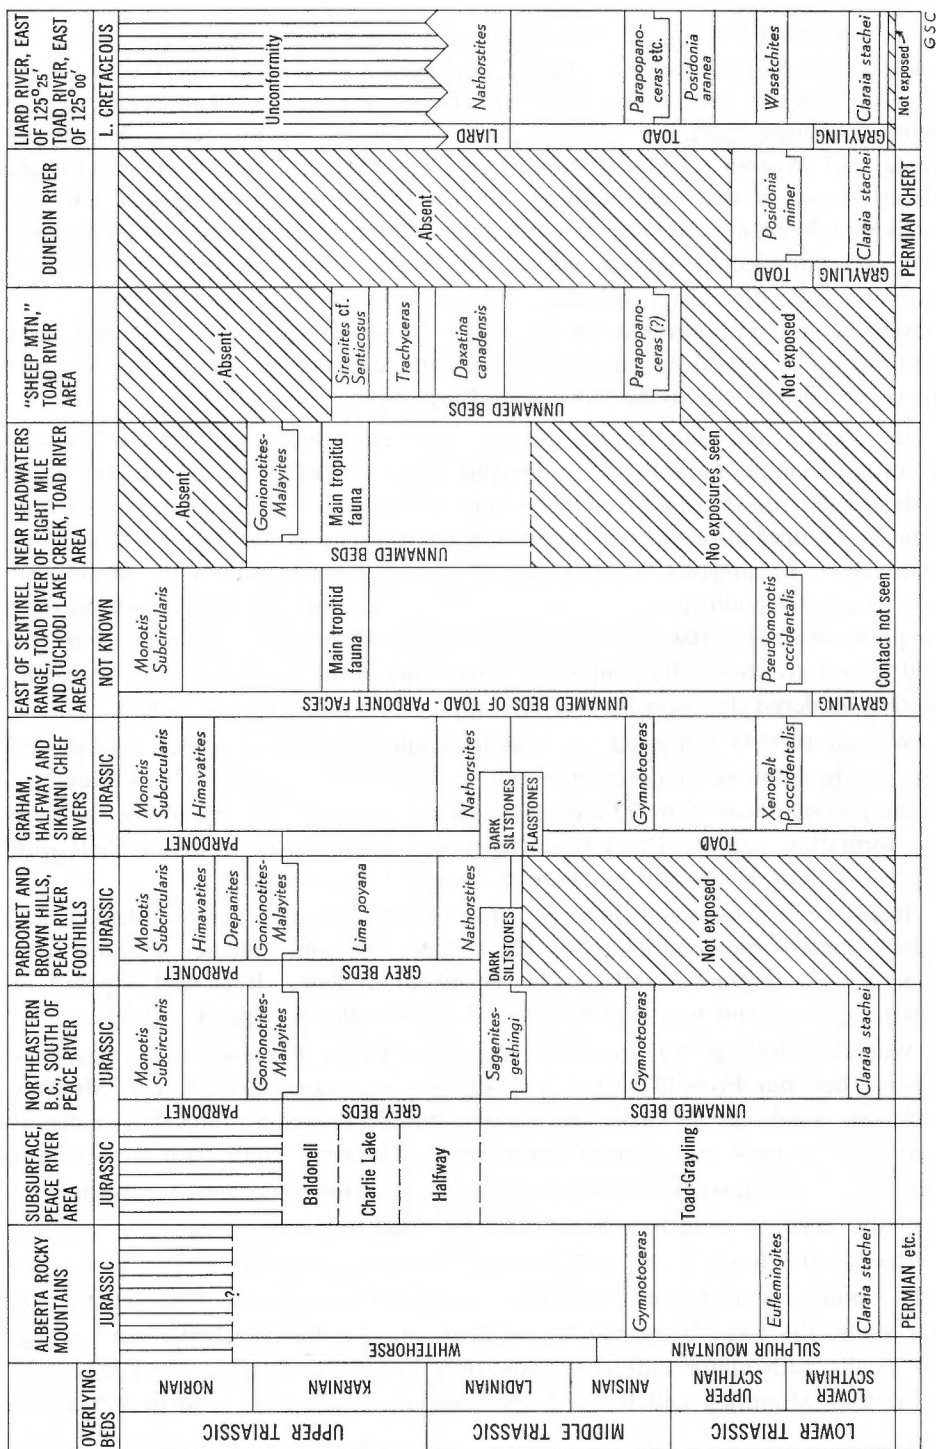 OVERLYING
BEDS
NORIAN
KARNIAN
LADINIAN
ANISIAN
UPPER
SCYTHIAN
LOWER
SCYTHIAN
UPPER TRIASSIC
MIDDLE TRIASSIC
LOWER TRIASSIC
ALBERTA ROCKY
MOUNTAINS
JURASSIC
?
WHITEHORSE
SULPHUR MOUNTAIN
Gymnotoceras
Euflemingites
Claraia stachei
PERMIAN etc.
SUBSURFACE,
PEACE RIVER
AREA
JURASSIC
Baldonell
Charlie Lake
Halfway
Toad-Grayling
NORTHEASTERN
B.C., SOUTH OF
PEACE RIVER
JURASSIC
PARDONET
GREY BEDS
UNNAMED BEDS
Monotis
Subcircularis
Gonionotites-
Malayites
Sagenites-
gethingi
Gymnotoceras
Claraia stachei
PARDONET AND
BROWN HILLS,
PEACE RIVER
FOOTHILLS
JURASSIC
PARDONET
GREY BEDS
Monotis
Subcircularis
Himavatites
Drepanites
Gonionotites-
Malayites
Lima poyana
Nathorstites
DARK
SILTSTONES
Not exposed
GRAHAM,
HALFWAY AND
SIKANNI CHIEF
RIVERS
JURASSIC
PARDONET
Monotis
Subcircularis
Himavatites
Nathorstites
DARK
SILTSTONES
FLAGSTONES
TOAD
Gymnotoceras
Xenocelt
P.occidentalis
EAST OF SENTINEL
RANGE, TOAD RIVER
AND TUCHODI LAKE
AREAS
NOT KNOWN
UNNAMED BEDS OF TOAD - PARDONET FACIES
GRAYLING
Monotis
Subcircularis
Main tropitid
fauna
Pseudomonotis
occidentalis
Contact not seen
NEAR HEADWATERS
OF EIGHT MILE
CREEK, TOAD RIVER
AREA
Absent
UNNAMED BEDS
Gonionotites-
Malayites
Main tropitid
fauna
No exposures seen
"SHEEP MTN,"
TOAD RIVER
AREA
Absent
UNNAMED BEDS
Sirenites cf.
Senticosus
Trachyceras
Daxatina
canadensis
Parapopano-
ceras (?)
Not exposed
DUNEDIN RIVER
Absent
TOAD
GRAYLING
Posidonia
mimer
Claraia stachei
PERMIAN CHERT
LIARD RIVER, EAST
OF 125°25′
TOAD RIVER, EAST
OF 125°00′
L. CRETACEOUS
Unconformity
LIARD
TOAD
GRAYLING
Nathorstites
Parapopano-
ceras etc.
Posidonia
aranea
Wasatchites
Claraia stachei
Not exposed
GSC